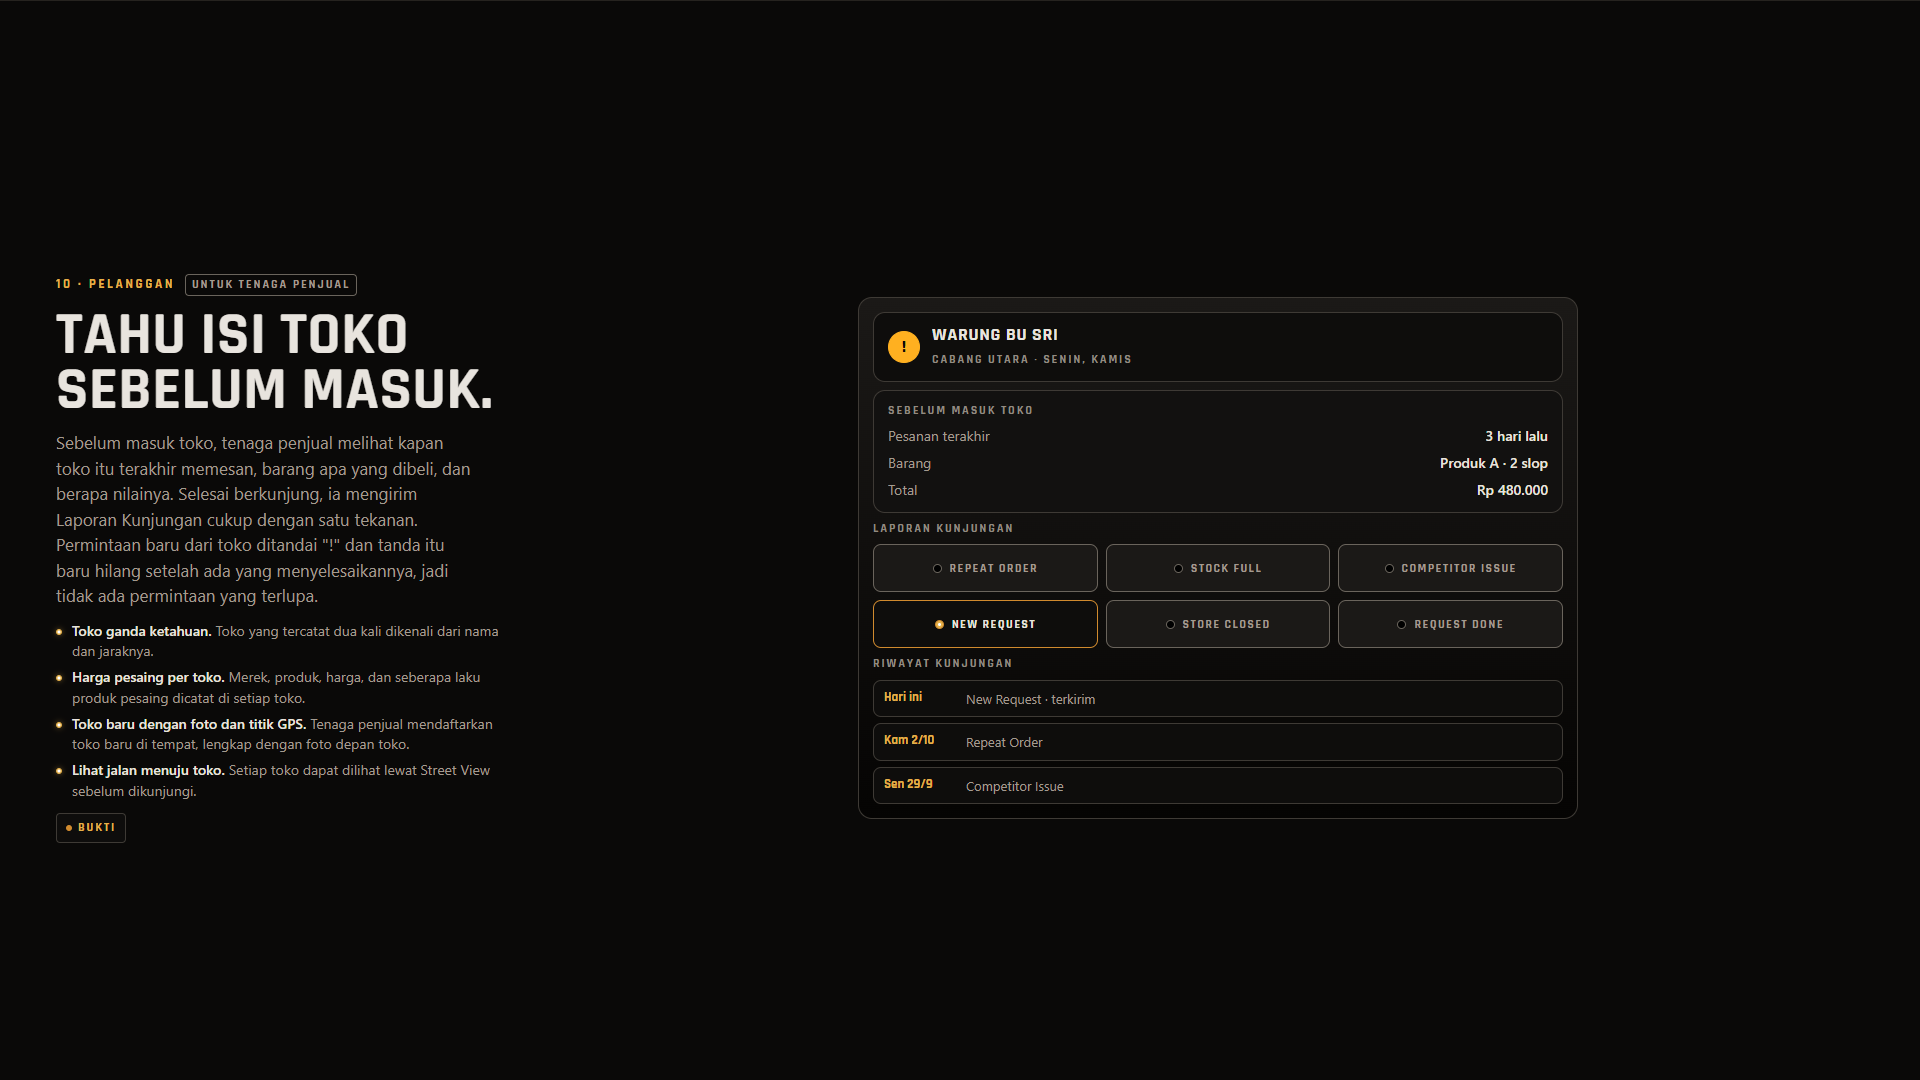 10 · PELANGGAN UNTUK TENAGA PENJUAL
TAHU ISI TOKO
SEBELUM MASUK.
Sebelum masuk toko, tenaga penjual melihat kapan
toko itu terakhir memesan, barang apa yang dibeli, dan
berapa nilainya. Selesai berkunjung, ia mengirim
Laporan Kunjungan cukup dengan satu tekanan.
Permintaan baru dari toko ditandai "!" dan tanda itu
baru hilang setelah ada yang menyelesaikannya, jadi
tidak ada permintaan yang terlupa.
Toko ganda ketahuan. Toko yang tercatat dua kali dikenali dari nama
dan jaraknya.
Harga pesaing per toko. Merek, produk, harga, dan seberapa laku
produk pesaing dicatat di setiap toko.
Toko baru dengan foto dan titik GPS. Tenaga penjual mendaftarkan
toko baru di tempat, lengkap dengan foto depan toko.
Lihat jalan menuju toko. Setiap toko dapat dilihat lewat Street View
sebelum dikunjungi.
BUKTI
!
WARUNG BU SRI
CABANG UTARA · SENIN, KAMIS
SEBELUM MASUK TOKO
Pesanan terakhir 3 hari lalu
Barang Produk A · 2 slop
Total Rp 480.000
LAPORAN KUNJUNGAN
REPEAT ORDER STOCK FULL COMPETITOR ISSUE
NEW REQUEST STORE CLOSED REQUEST DONE
RIWAYAT KUNJUNGAN
Hari ini New Request · terkirim
Kam 2/10 Repeat Order
Sen 29/9 Competitor Issue